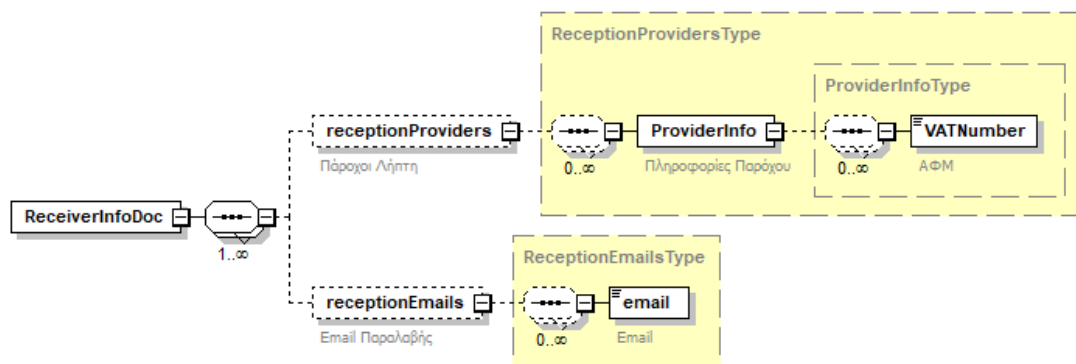 ReceptionProvidersType
ProviderInfoType
receptionProviders
ProviderInfo
VATNumber
Πάροχοι Λήπτη
0..∞
Πληροφορίες Παρόχου
0..∞
ΑΦΜ
ReceiverInfoDoc
1..∞
ReceptionEmailsType
receptionEmails
email
Email Παραλαβής
0..∞
Email